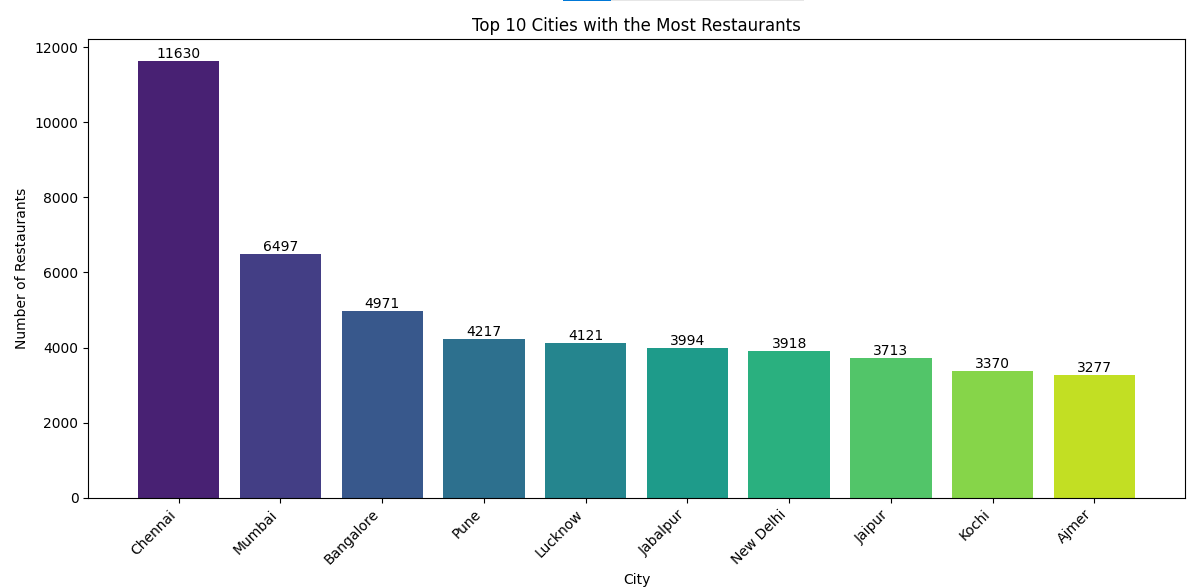 Top 10 Cities with the Most Restaurants
Number of Restaurants
12000
10000
8000
6000
4000
2000
0
11630
6497
4971
4217
4121
3994
3918
3713
3370
3277
Chennai
Mumbai
Bangalore
Pune
Lucknow
Jabalpur
New Delhi
Jaipur
Kochi
Ajmer
City